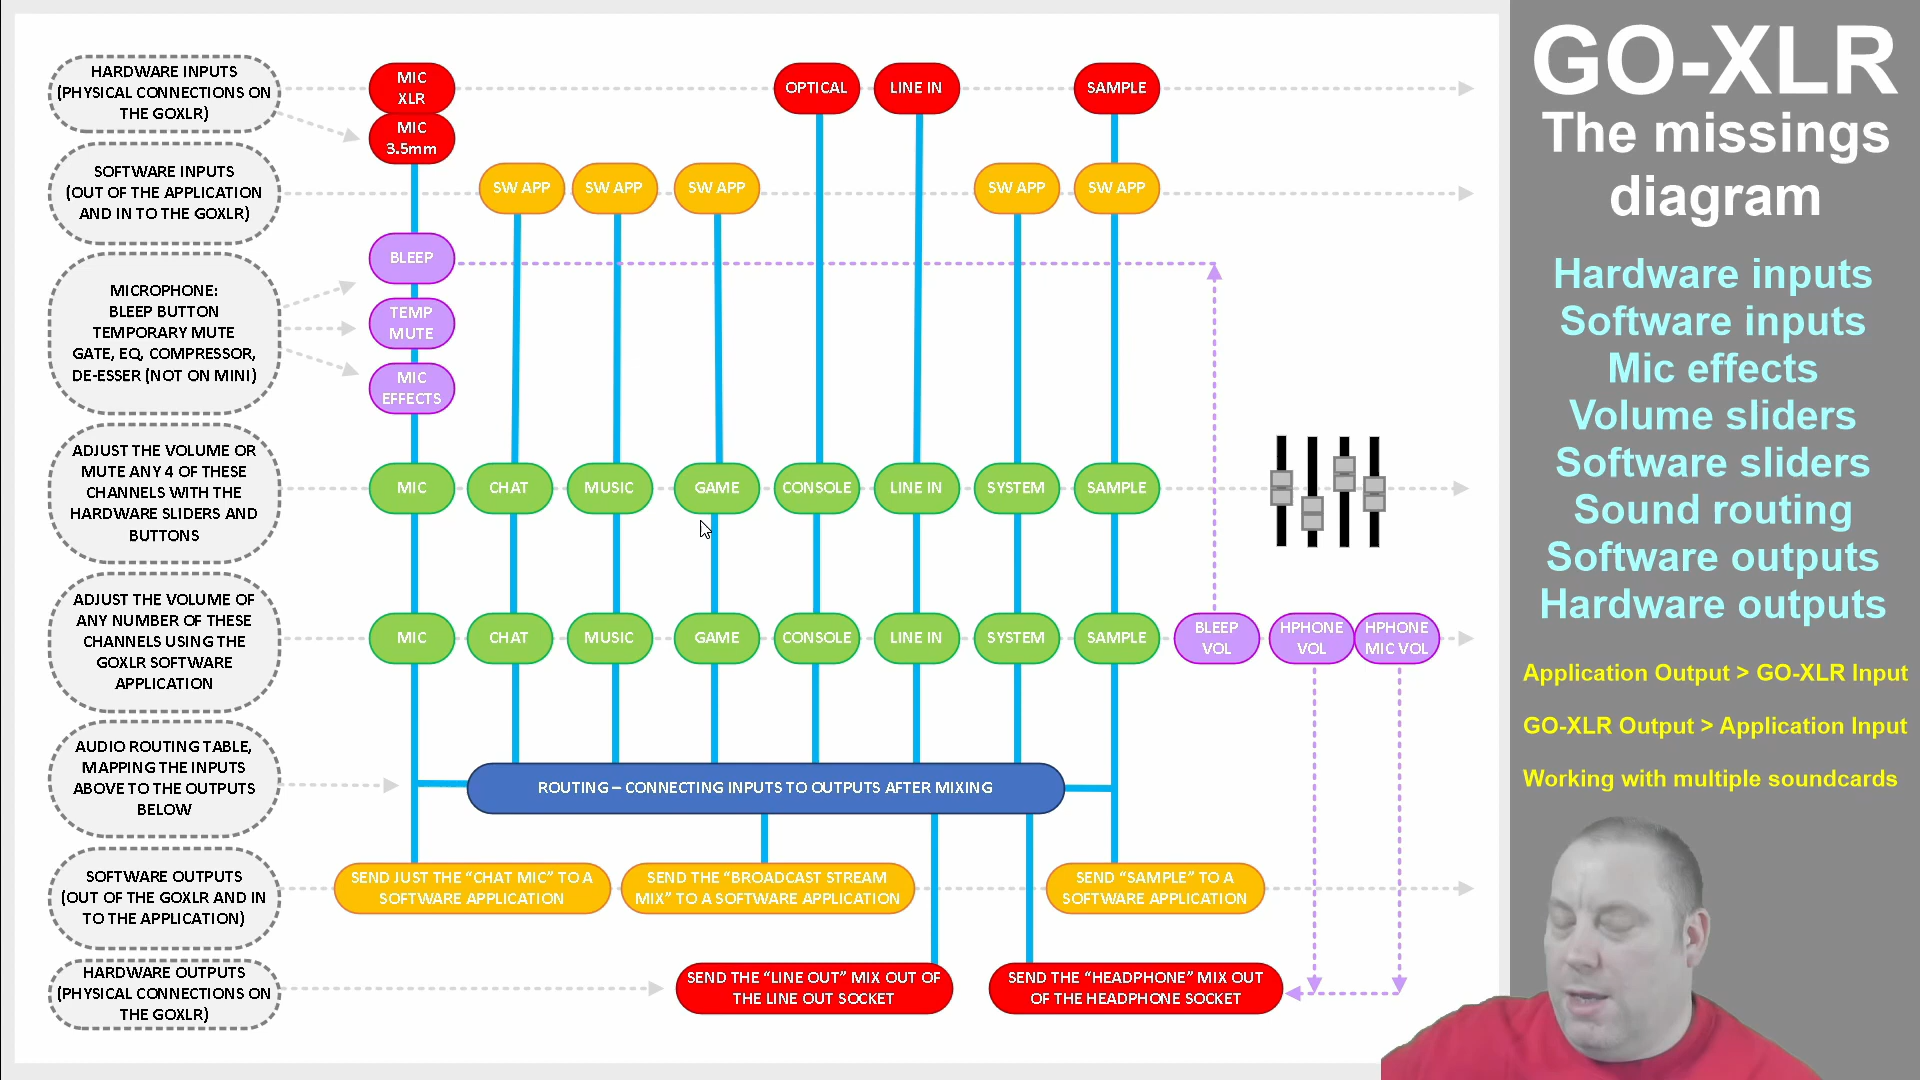 HARDWARE INPUTS
(PHYSICAL CONNECTIONS ON
THE GOXLR)
MIC
XLR
MIC
3.5mm
OPTICAL
LINE IN
SAMPLE
SOFTWARE INPUTS
(OUT OF THE APPLICATION
AND IN TO THE GOXLR)
SW APP
SW APP
SW APP
SW APP
SW APP
MICROPHONE:
BLEEP BUTTON
TEMPORARY MUTE
GATE, EQ, COMPRESSOR,
DE-ESSER (NOT ON MINI)
BLEEP
TEMP
MUTE
MIC
EFFECTS
ADJUST THE VOLUME OR
MUTE ANY 4 OF THESE
CHANNELS WITH THE
HARDWARE SLIDERS AND
BUTTONS
MIC
CHAT
MUSIC
GAME
CONSOLE
LINE IN
SYSTEM
SAMPLE
ADJUST THE VOLUME OF
ANY NUMBER OF THESE
CHANNELS USING THE
GOXLR SOFTWARE
APPLICATION
MIC
CHAT
MUSIC
GAME
CONSOLE
LINE IN
SYSTEM
SAMPLE
BLEEP
VOL
HPHONE
VOL
HPHONE
MIC VOL
AUDIO ROUTING TABLE,
MAPPING THE INPUTS
ABOVE TO THE OUTPUTS
BELOW
ROUTING – CONNECTING INPUTS TO OUTPUTS AFTER MIXING
SOFTWARE OUTPUTS
(OUT OF THE GOXLR AND IN
TO THE APPLICATION)
SEND JUST THE “CHAT MIC” TO A
SOFTWARE APPLICATION
SEND THE “BROADCAST STREAM
MIX” TO A SOFTWARE APPLICATION
SEND “SAMPLE” TO A
SOFTWARE APPLICATION
HARDWARE OUTPUTS
(PHYSICAL CONNECTIONS ON
THE GOXLR)
SEND THE “LINE OUT” MIX OUT OF
THE LINE OUT SOCKET
SEND THE “HEADPHONE” MIX OUT
OF THE HEADPHONE SOCKET
GO-XLR
The missings
diagram
Hardware inputs
Software inputs
Mic effects
Volume sliders
Software sliders
Sound routing
Software outputs
Hardware outputs
Application Output > GO-XLR Input
GO-XLR Output > Application Input
Working with multiple soundcards